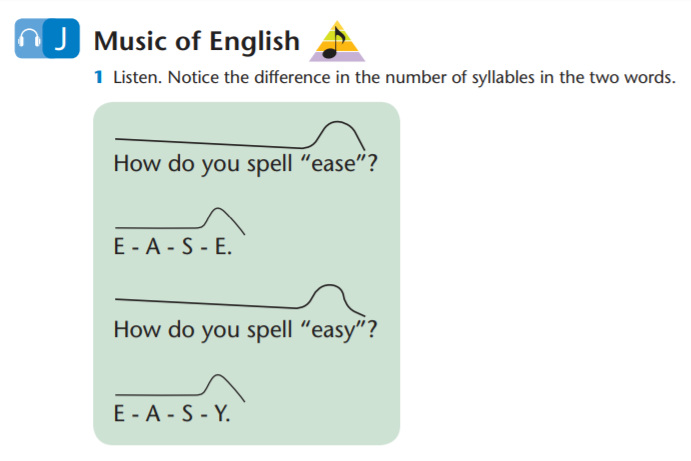 J Music of English
1 Listen. Notice the difference in the number of syllables in the two words.
How do you spell “ease”?
E - A - S - E.
How do you spell “easy”?
E - A - S - Y.